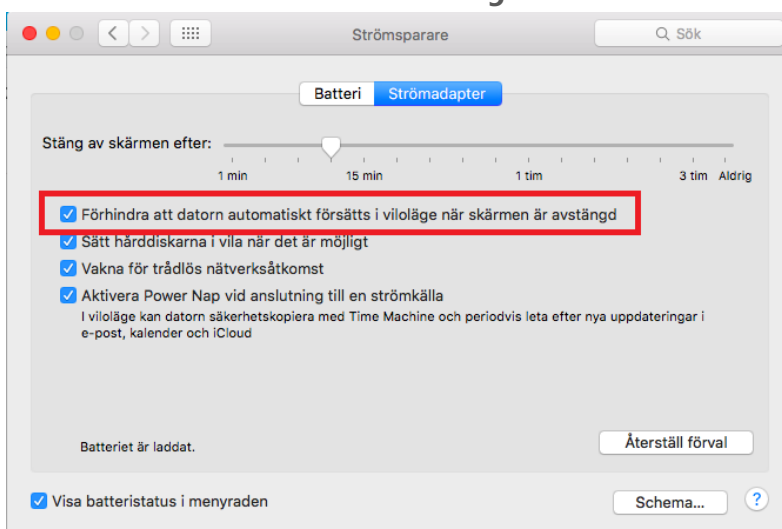 Strömsparare
Sök
Batteri Strömadapter
Stäng av skärmen efter:
1 min 15 min 1 tim 3 tim Aldrig
Förhindra att datorn automatiskt försätts i viloläge när skärmen är avstängd
Sätt hårddiskarna i vila när det är möjligt
Vakna för trådlös nätverksåtkomst
Aktivera Power Nap vid anslutning till en strömkälla
I viloläge kan datorn säkerhetskopiera med Time Machine och periodvis leta efter nya uppdateringar i
e-post, kalender och iCloud
Batteriet är laddat.
Återställ förval
Visa batteristatus i menyraden
Schema...
?